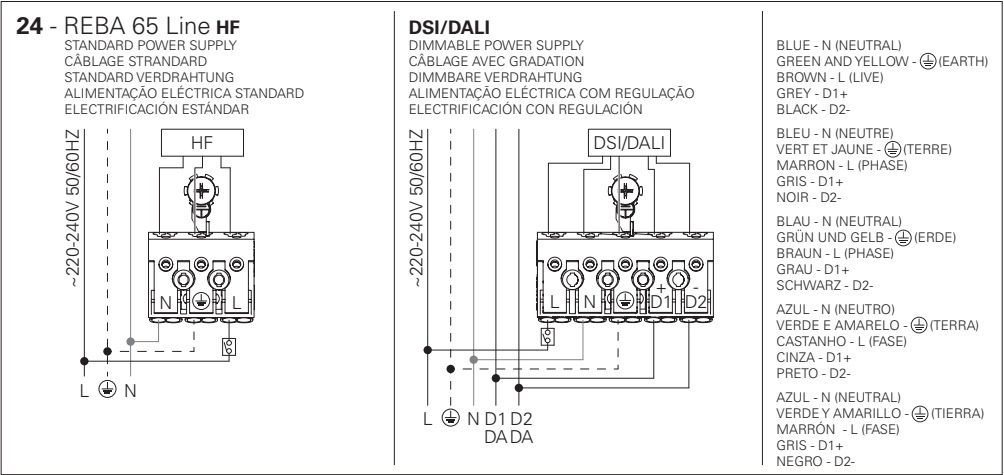 24 - REBA 65 Line HF
STANDARD POWER SUPPLY
CÂBLAGE STRANDARD
STANDARD VERDRAHTUNG
ALIMENTAÇÃO ELÉCTRICA STANDARD
ELECTRIFICACIÓN ESTÁNDAR
~220-240V 50/60HZ
HF
N L
L N
DSI/DALI
DIMMABLE POWER SUPPLY
CÂBLAGE AVEC GRADATION
DIMMBARE VERDRAHTUNG
ALIMENTAÇÃO ELÉCTRICA COM REGULAÇÃO
ELECTRIFICACIÓN CON REGULACIÓN
~220-240V 50/60HZ
DSI/DALI
+ -
L N D1 D2
L N D1 D2
DA DA
BLUE - N (NEUTRAL)
GREEN AND YELLOW - (EARTH)
BROWN - L (LIVE)
GREY - D1+
BLACK - D2-
BLEU - N (NEUTRE)
VERT ET JAUNE - (TERRE)
MARRON - L (PHASE)
GRIS - D1+
NOIR - D2-
BLAU - N (NEUTRAL)
GRÜN UND GELB - (ERDE)
BRAUN - L (PHASE)
GRAU - D1+
SCHWARZ - D2-
AZUL - N (NEUTRO)
VERDE E AMARELO - (TERRA)
CASTANHO - L (FASE)
CINZA - D1+
PRETO - D2-
AZUL - N (NEUTRAL)
VERDE Y AMARILLO - (TIERRA)
MARRÓN - L (FASE)
GRIS - D1+
NEGRO - D2-